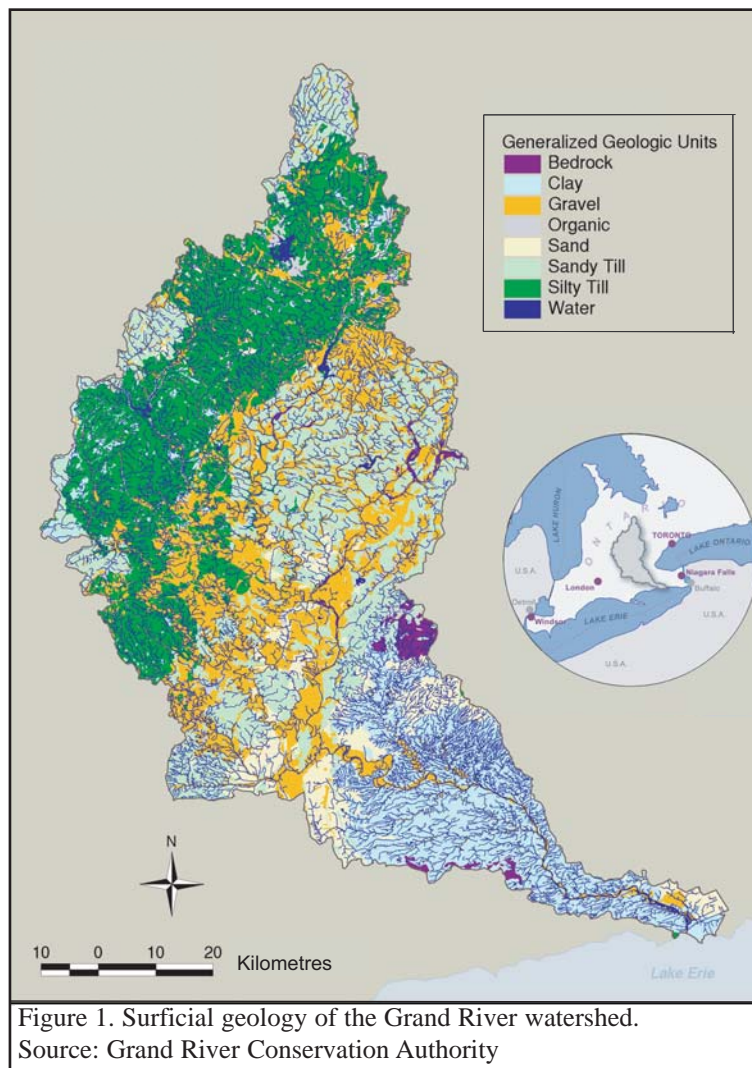 Generalized Geologic Units
Bedrock
Clay
Gravel
Organic
Sand
Sandy Till
Silty Till
Water
LAKE HURON
ONTARIO
TORONTO
LAKE ONTARIO
Niagara Falls
Buffalo
U.S.A.
London
Detroit
Windsor
LAKE ERIE
U.S.A.
U.S.A.
N
10 0 10 20
Kilometres
Lake Erie
Figure 1. Surficial geology of the Grand River watershed.
Source: Grand River Conservation Authority